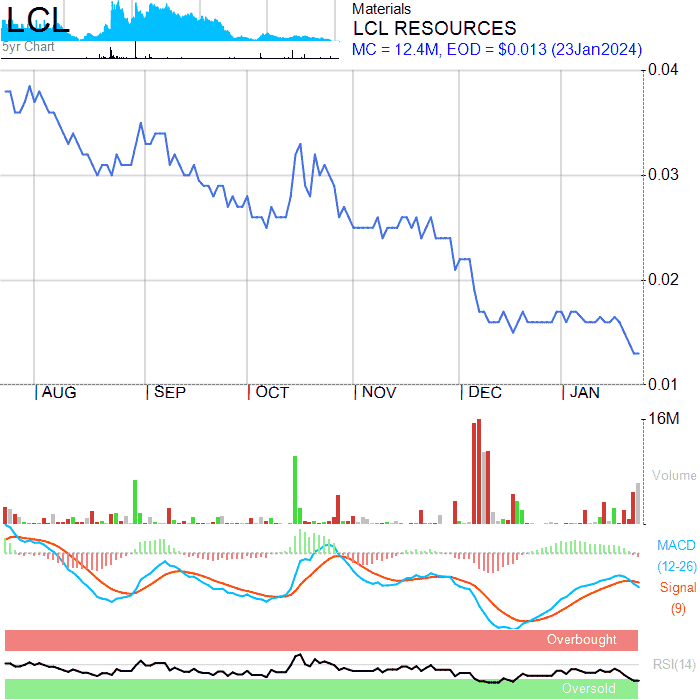 LCL
5yr Chart
Materials
LCL RESOURCES
MC = 12.4M, EOD = $0.013 (23Jan2024)
0.04
0.03
0.02
0.01
AUG
SEP
OCT
NOV
DEC
JAN
16M
Volume
MACD
(12-26)
Signal
(9)
Overbought
RSI(14)
Oversold